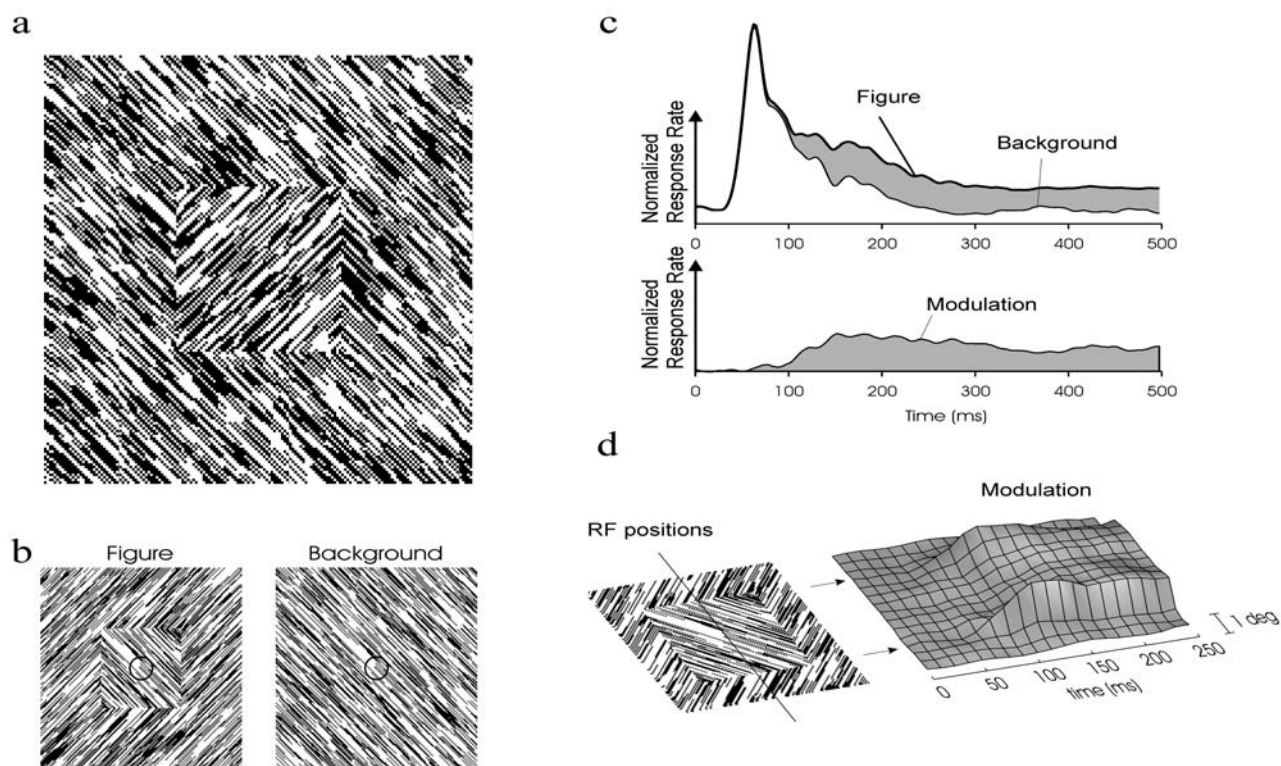 a
b
Figure
Background
c
Normalized
Response Rate
Figure
Background
0 100 200 300 400 500
Normalized
Response Rate
Modulation
0 100 200 300 400 500
Time (ms)
d
Modulation
RF positions
1 deg
0 50 100 150 200 250
time (ms)